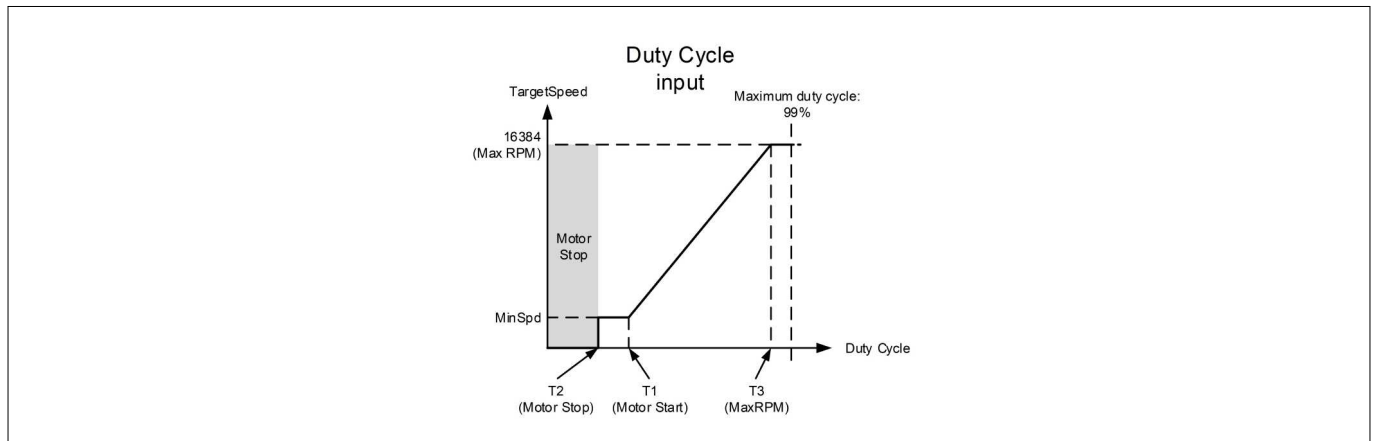 Duty Cycle
input
TargetSpeed
Maximum duty cycle:
99%
16384
(Max RPM)
Motor
Stop
MinSpd
Duty Cycle
T2
(Motor Stop)
T1
(Motor Start)
T3
(MaxRPM)